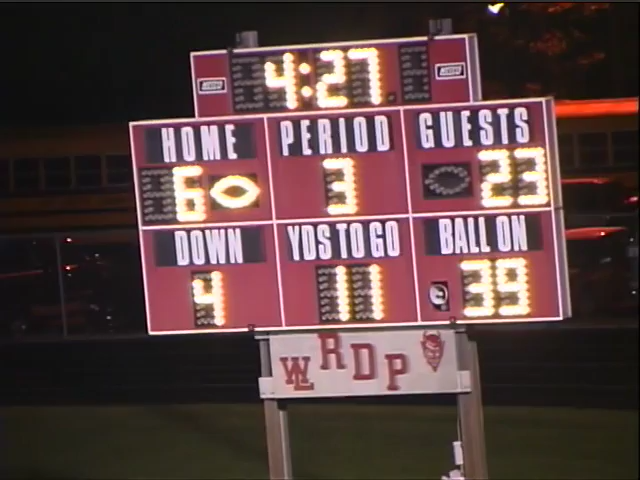 4:27
HOME PERIOD GUESTS
6 3 23
DOWN YDS TO GO BALL ON
4 11 39
WL RDP